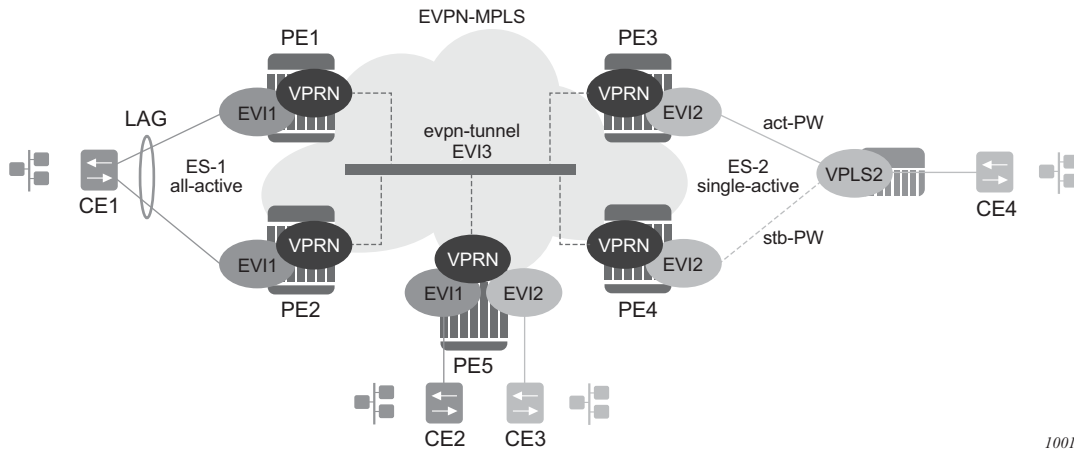 EVPN-MPLS
PE1
PE3
VPRN
VPRN
EVI1
EVI2
LAG
act-PW
evpn-tunnel
EVI3
ES-1
all-active
ES-2
single-active
VPLS2
CE1
CE4
VPRN
VPRN
stb-PW
EVI1
EVI2
VPRN
EVI1
EVI2
PE2
PE4
PE5
CE2
CE3
1001